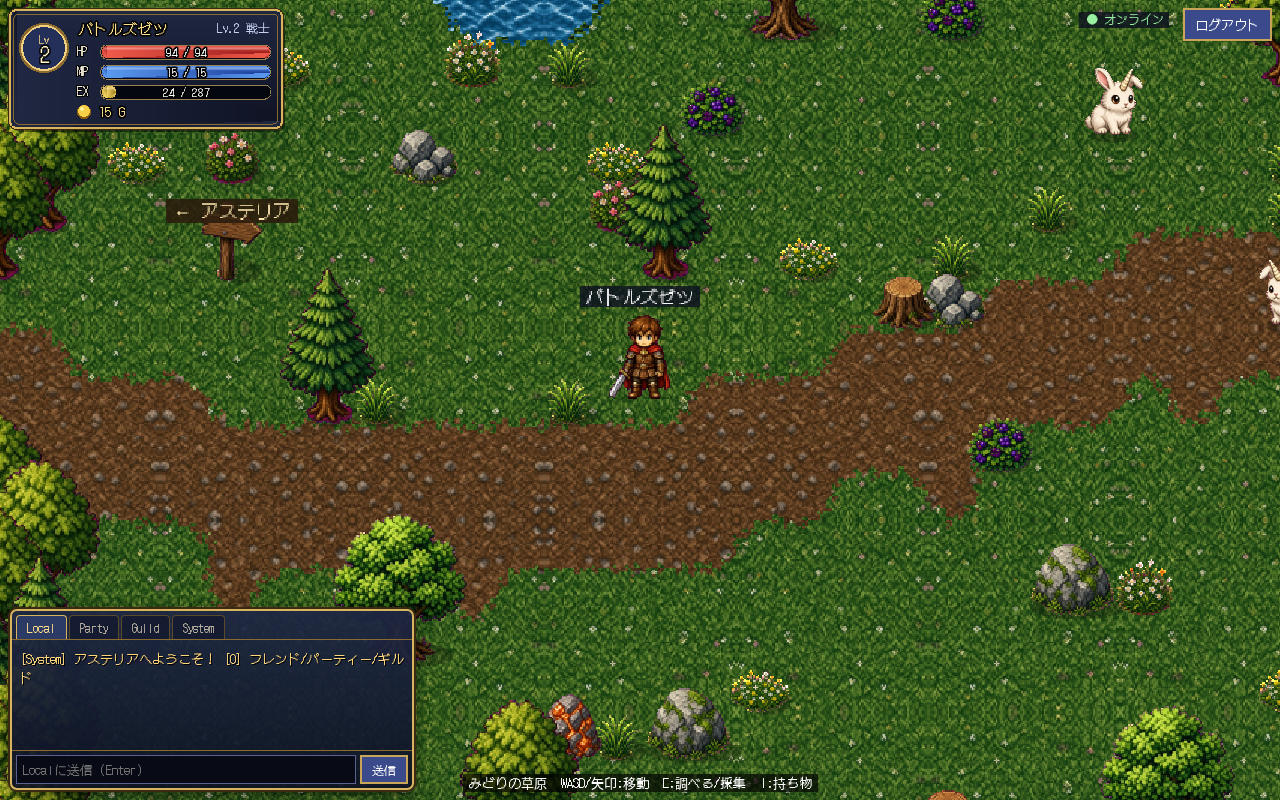 Lv
2
バトルズゼツ
Lv.2 戦士
HP 94 / 94
MP 15 / 15
EX 24 / 287
15 G
オンライン
ログアウト
← アステリア
バトルズゼツ
Local Party Guild System
[System] アステリアへようこそ! [O] フレンド/パーティー/ギル
ド
Localに送信 (Enter)
送信
みどりの草原 WASD/矢印:移動 E:調べる/採集 I:持ち物